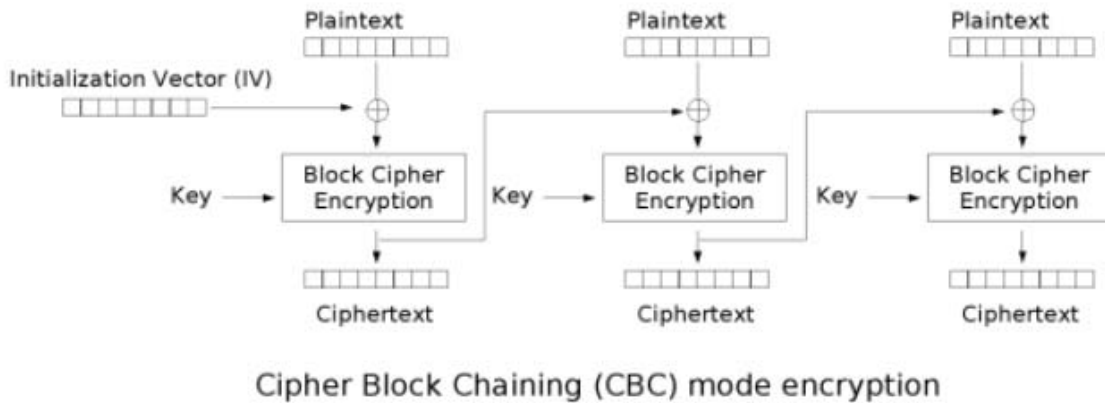 Plaintext
Plaintext
Plaintext
Initialization Vector (IV)
Key
Block Cipher
Encryption
Key
Block Cipher
Encryption
Key
Block Cipher
Encryption
Ciphertext
Ciphertext
Ciphertext
Cipher Block Chaining (CBC) mode encryption